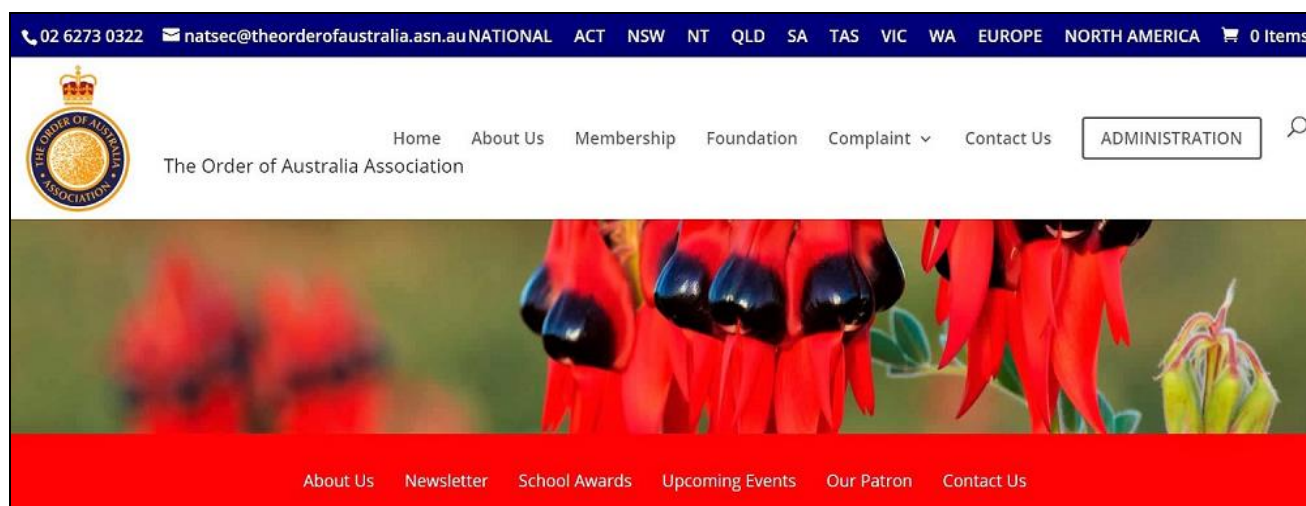 02 6273 0322 natsec@theorderofaustralia.asn.au NATIONAL ACT NSW NT QLD SA TAS VIC WA EUROPE NORTH AMERICA 0 Items
THE ORDER OF AUSTRALIA
ASSOCIATION
Home About Us Membership Foundation Complaint Contact Us ADMINISTRATION
The Order of Australia Association
About Us Newsletter School Awards Upcoming Events Our Patron Contact Us